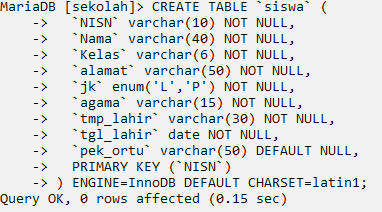 MariaDB [sekolah]> CREATE TABLE `siswa` (
    ->    `NISN` varchar(10) NOT NULL,
    ->    `Nama` varchar(40) NOT NULL,
    ->    `Kelas` varchar(6) NOT NULL,
    ->    `alamat` varchar(50) NOT NULL,
    ->    `jk` enum('L','P') NOT NULL,
    ->    `agama` varchar(15) NOT NULL,
    ->    `tmp_lahir` varchar(30) NOT NULL,
    ->    `tgl_lahir` date NOT NULL,
    ->    `pek_ortu` varchar(50) DEFAULT NULL,
    ->    PRIMARY KEY (`NISN`)
    -> ) ENGINE=InnoDB DEFAULT CHARSET=latin1;
Query OK, 0 rows affected (0.15 sec)